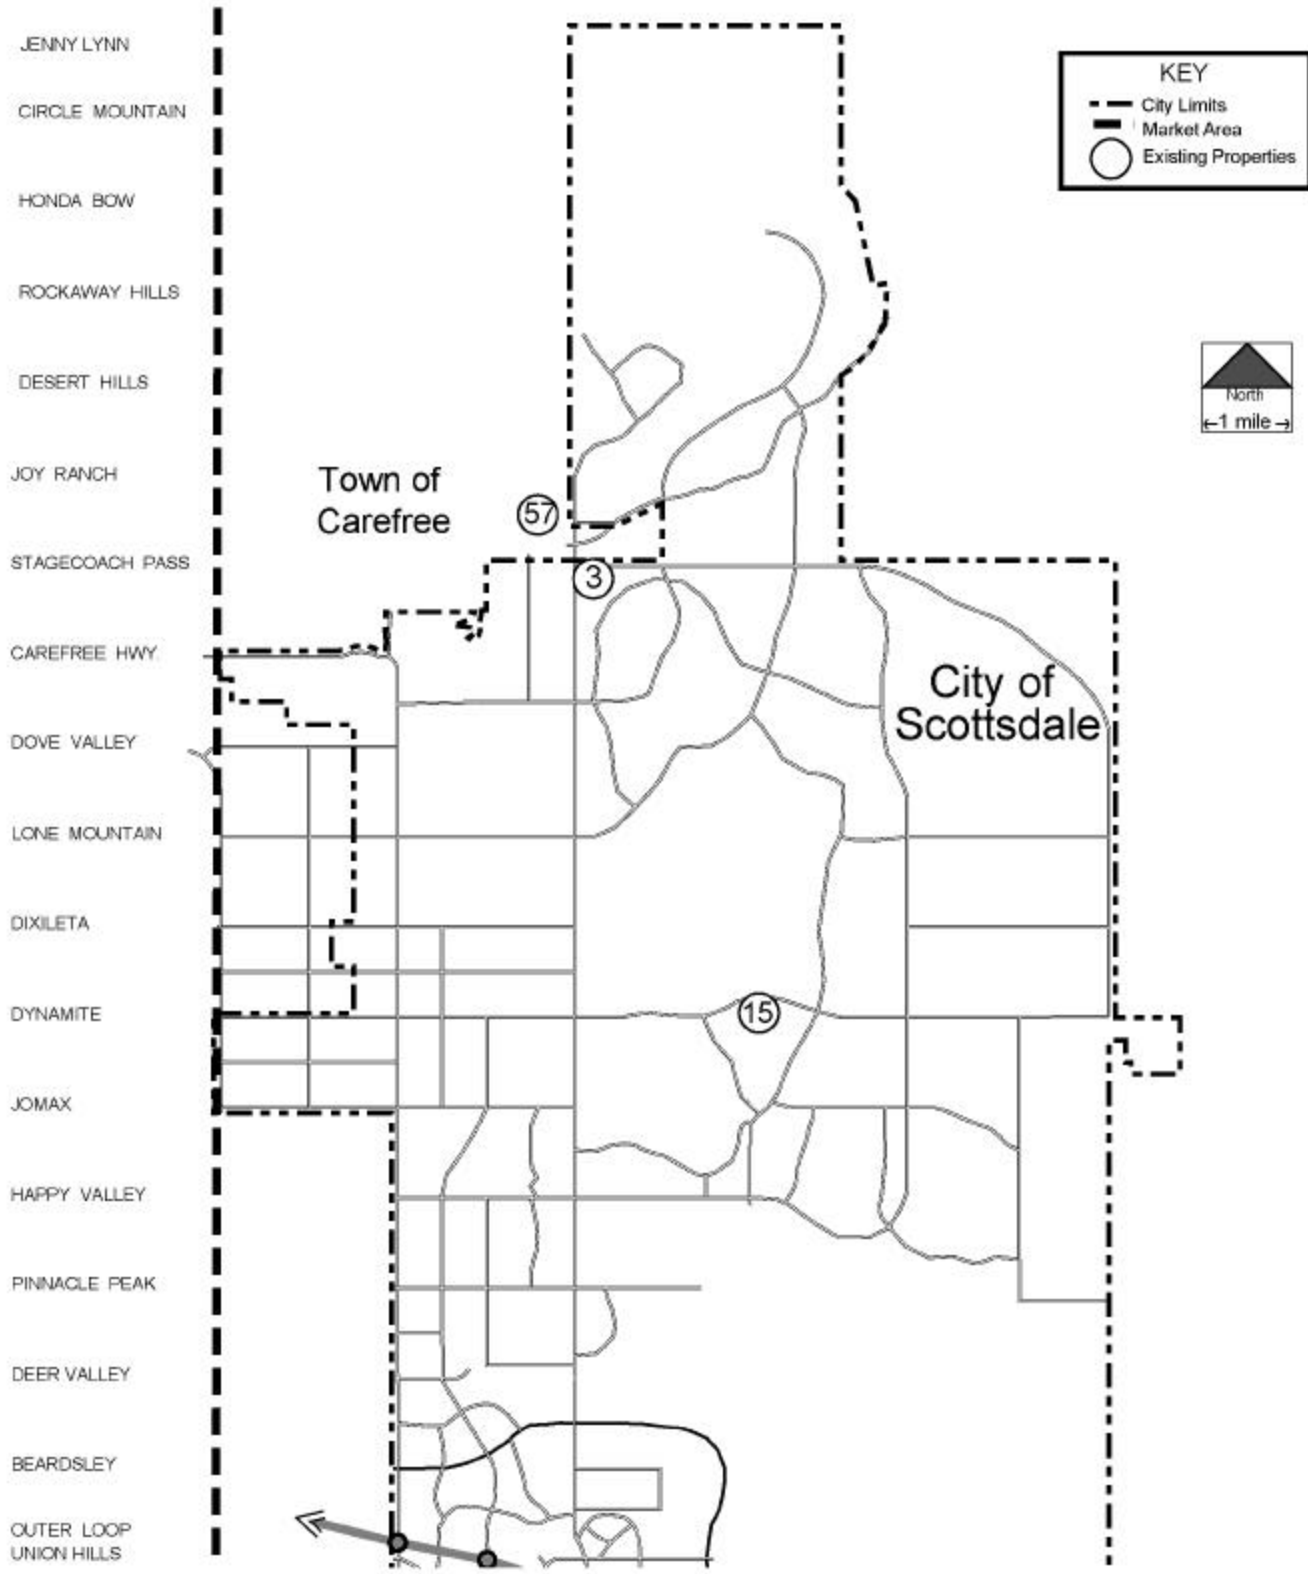 JENNY LYNN
CIRCLE MOUNTAIN
HONDA BOW
ROCKAWAY HILLS
DESERT HILLS
JOY RANCH
STAGECOACH PASS
CAREFREE HWY.
DOVE VALLEY
LONE MOUNTAIN
DIXILETA
DYNAMITE
JOMAX
HAPPY VALLEY
PINNACLE PEAK
DEER VALLEY
BEARDSLEY
OUTER LOOP
UNION HILLS
Town of
Carefree
57
3
City of
Scottsdale
15
KEY
City Limits
Market Area
Existing Properties
North
1 mile